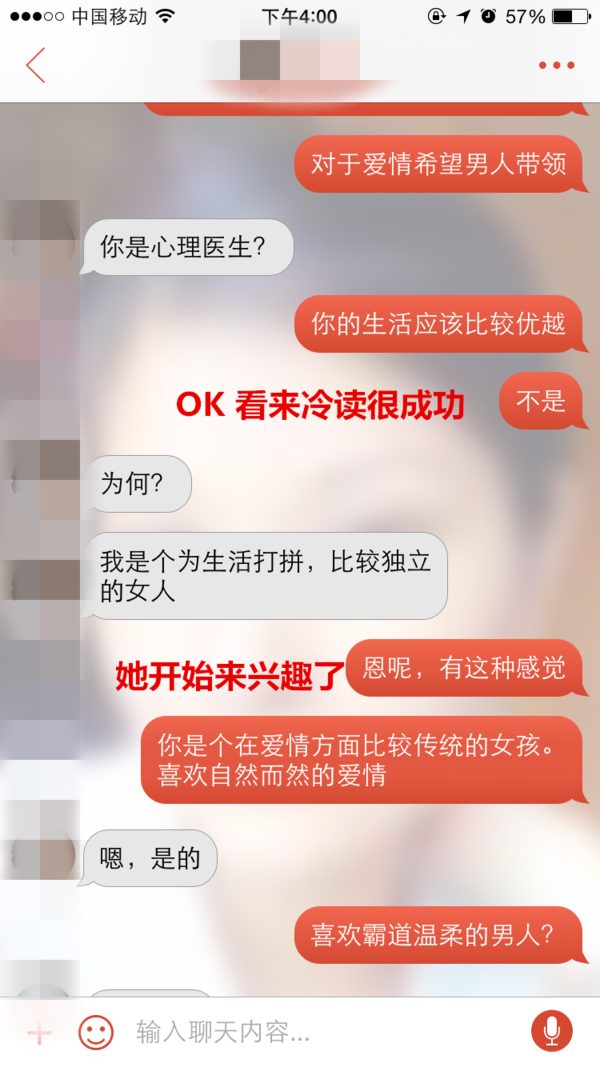 中国移动 下午4:00 57%
对于爱情希望男人带领
你是心理医生?
你的生活应该比较优越
OK 看来冷读很成功
不是
为何?
我是个为生活打拼，比较独立
的女人
她开始来兴趣了
恩呢，有这种感觉
你是个在爱情方面比较传统的女孩。
喜欢自然而然的爱情
嗯，是的
喜欢霸道温柔的男人?
输入聊天内容...